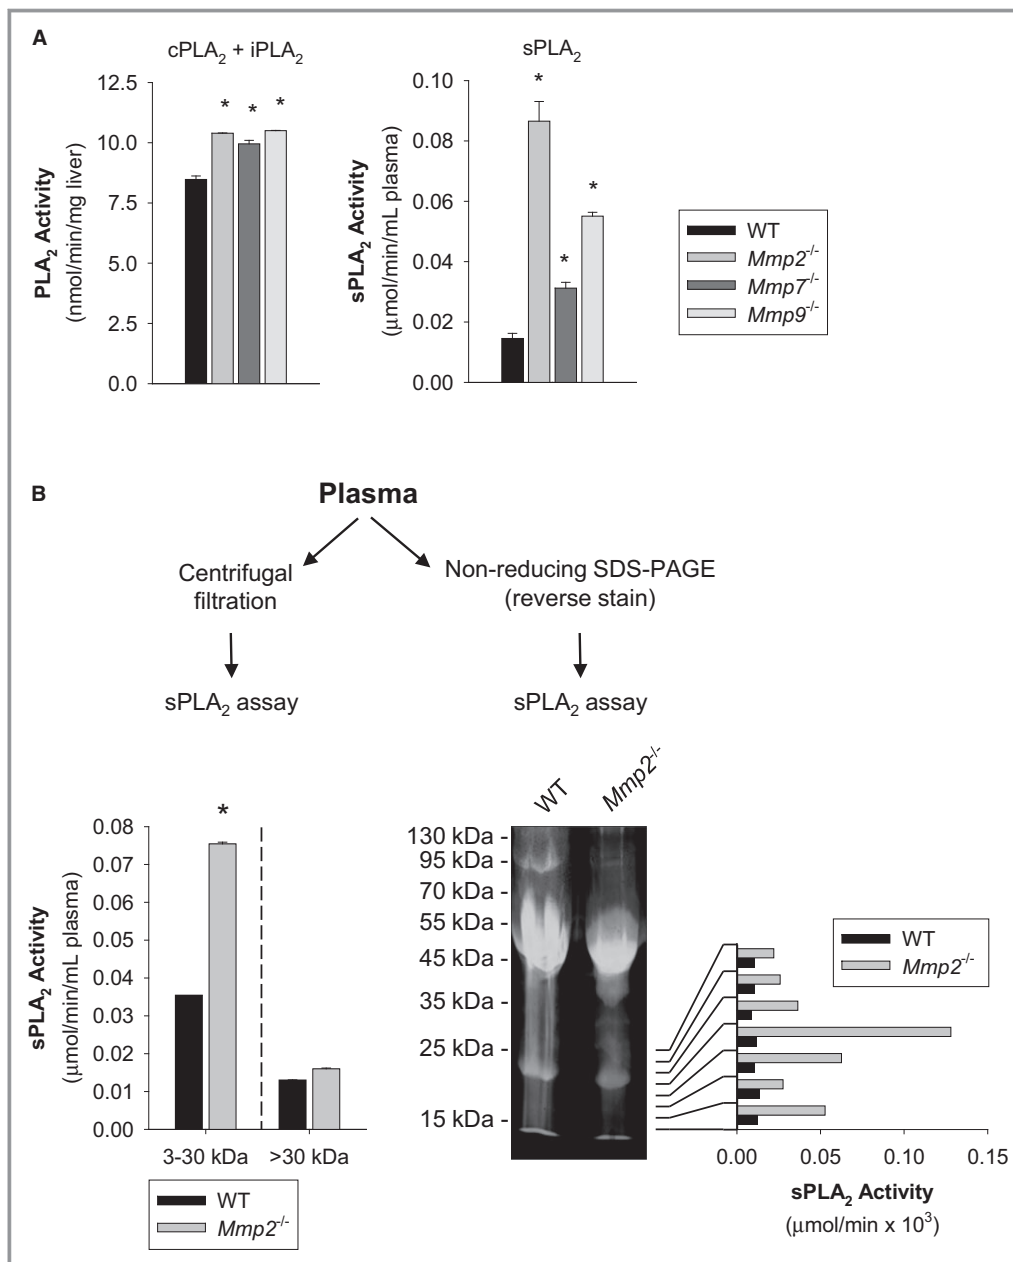 A
cPLA2 + iPLA2
PLA2 Activity
(nmol/min/mg liver)
12.5
10.0
7.5
5.0
2.5
0.0
* * *
sPLA2
sPLA2 Activity
(μmol/min/mL plasma)
0.10
0.08
0.06
0.04
0.02
0.00
*
*
*
WT
Mmp2-/-
Mmp7-/-
Mmp9-/-
B
Plasma
Centrifugal
filtration
Non-reducing SDS-PAGE
(reverse stain)
sPLA2 assay
sPLA2 assay
sPLA2 Activity
(μmol/min/mL plasma)
0.08
0.07
0.06
0.05
0.04
0.03
0.02
0.01
0.00
*
3-30 kDa >30 kDa
WT
Mmp2-/-
WT
Mmp2-/-
130 kDa -
95 kDa -
70 kDa -
55 kDa -
45 kDa -
35 kDa -
25 kDa -
15 kDa -
WT
Mmp2-/-
0.00 0.05 0.10 0.15
sPLA2 Activity
(μmol/min x 10³)